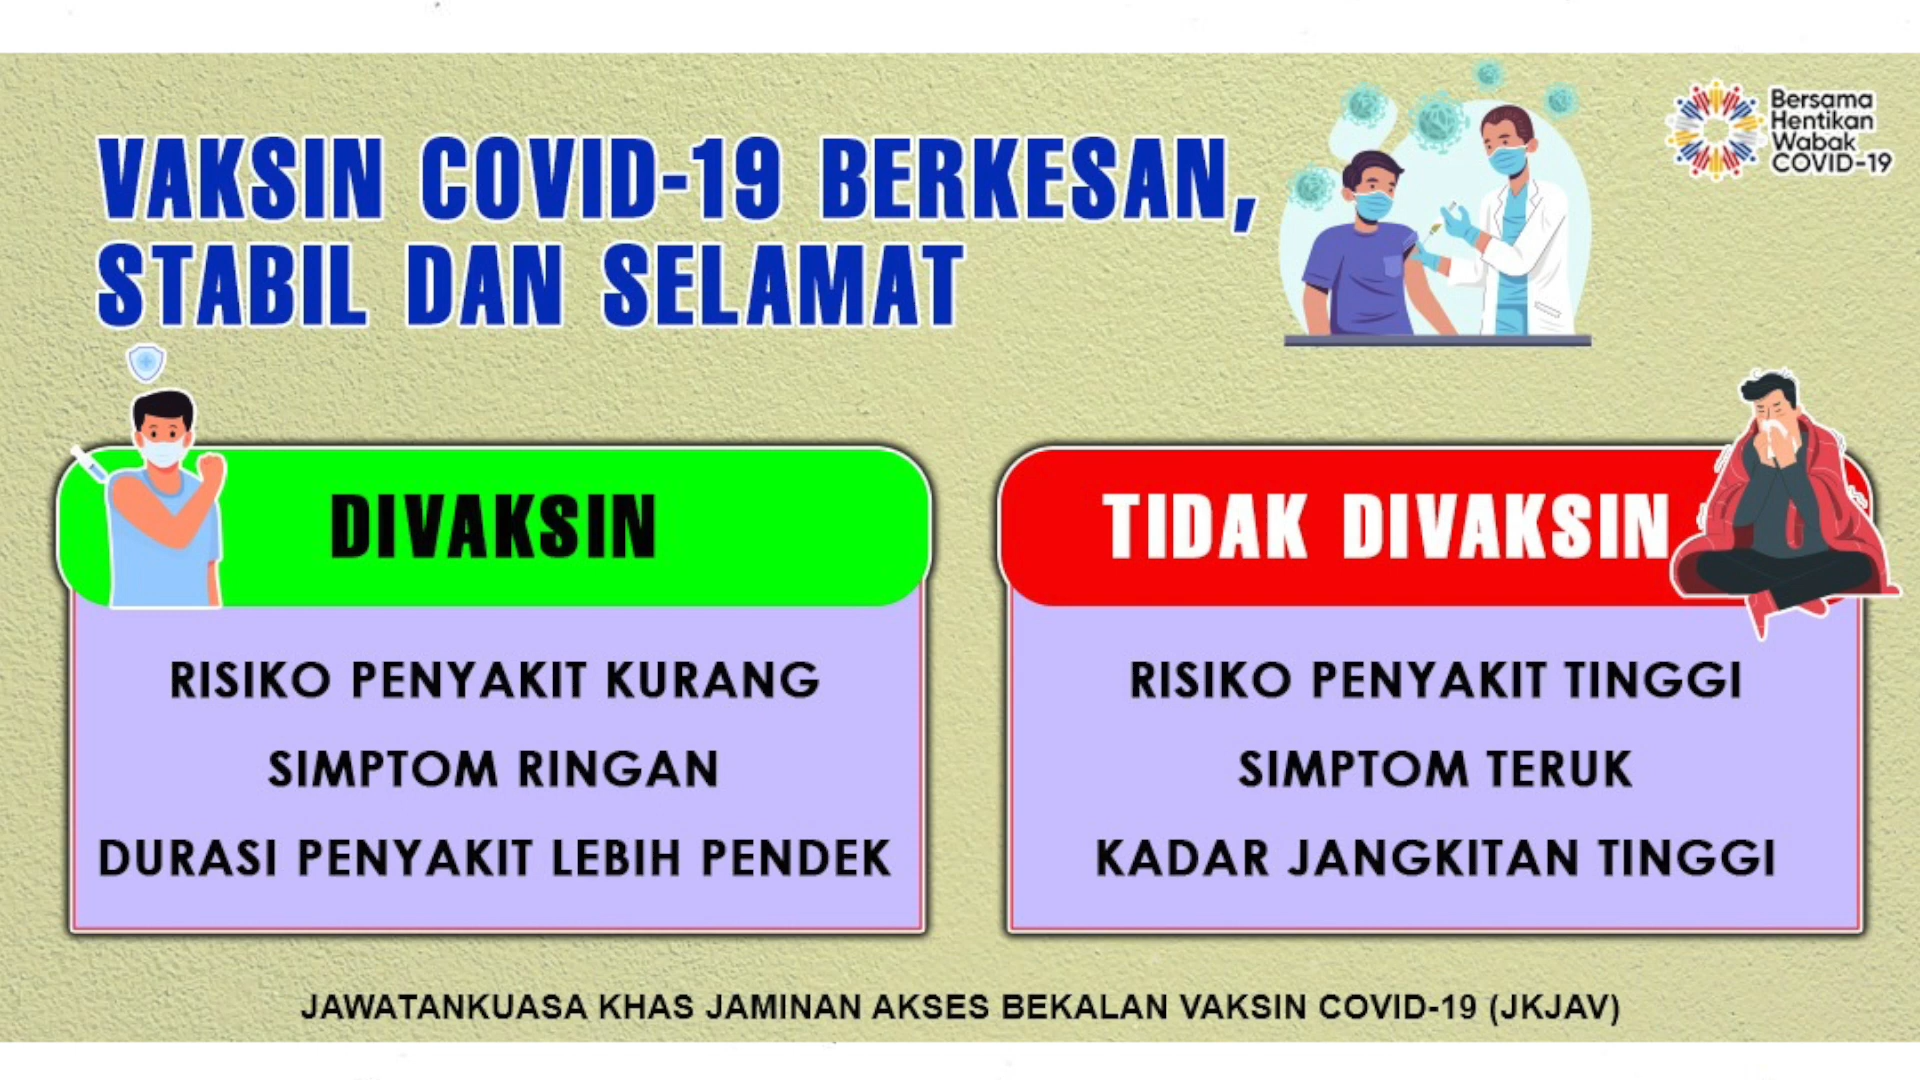 VAKSIN COVID-19 BERKESAN,
STABIL DAN SELAMAT
Bersama
Hentikan
Wabak
COVID-19
DIVAKSIN
RISIKO PENYAKIT KURANG
SIMPTOM RINGAN
DURASI PENYAKIT LEBIH PENDEK
TIDAK DIVAKSIN
RISIKO PENYAKIT TINGGI
SIMPTOM TERUK
KADAR JANGKITAN TINGGI
JAWATANKUASA KHAS JAMINAN AKSES BEKALAN VAKSIN COVID-19 (JKJAV)